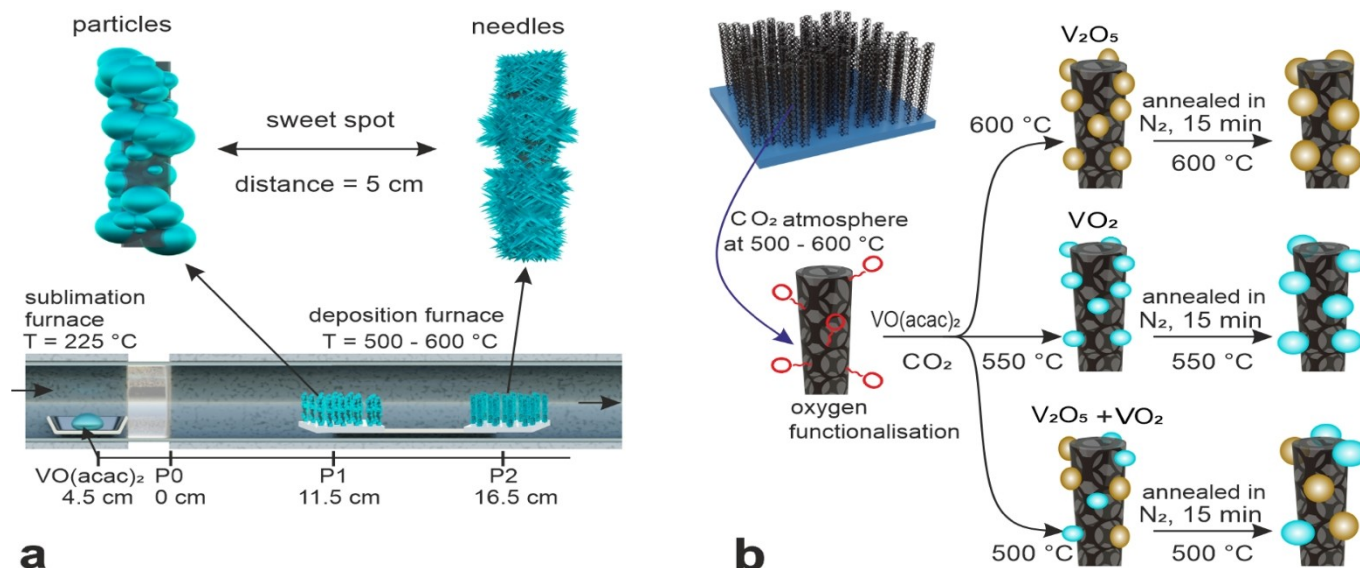 particles
needles
sweet spot
distance = 5 cm
sublimation
furnace
T = 225 °C
deposition furnace
T = 500 - 600 °C
VO(acac)₂
4.5 cm
P0
0 cm
P1
11.5 cm
P2
16.5 cm
a
CO₂ atmosphere
at 500 - 600 °C
oxygen
functionalisation
VO(acac)₂
CO₂
600 °C
V₂O₅
annealed in
N₂, 15 min
600 °C
550 °C
VO₂
annealed in
N₂, 15 min
550 °C
500 °C
V₂O₅ + VO₂
annealed in
N₂, 15 min
500 °C
b